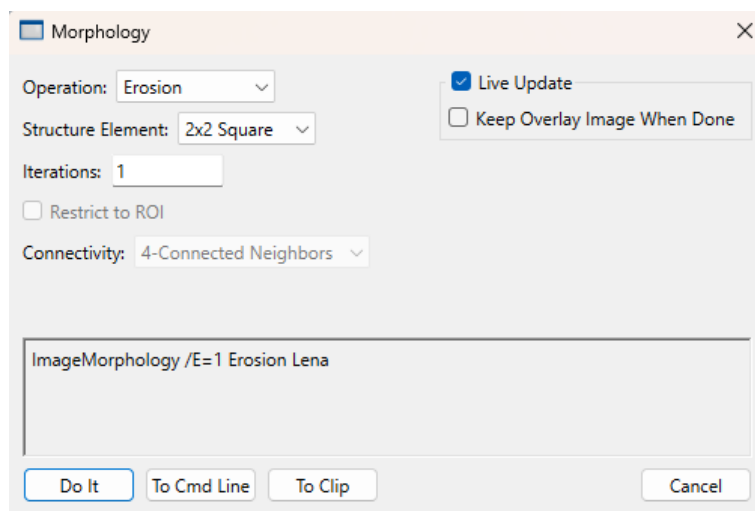 Morphology
Operation: Erosion
Live Update
Keep Overlay Image When Done
Structure Element: 2x2 Square
Iterations: 1
Restrict to ROI
Connectivity: 4-Connected Neighbors
ImageMorphology /E=1 Erosion Lena
Do It To Cmd Line To Clip Cancel